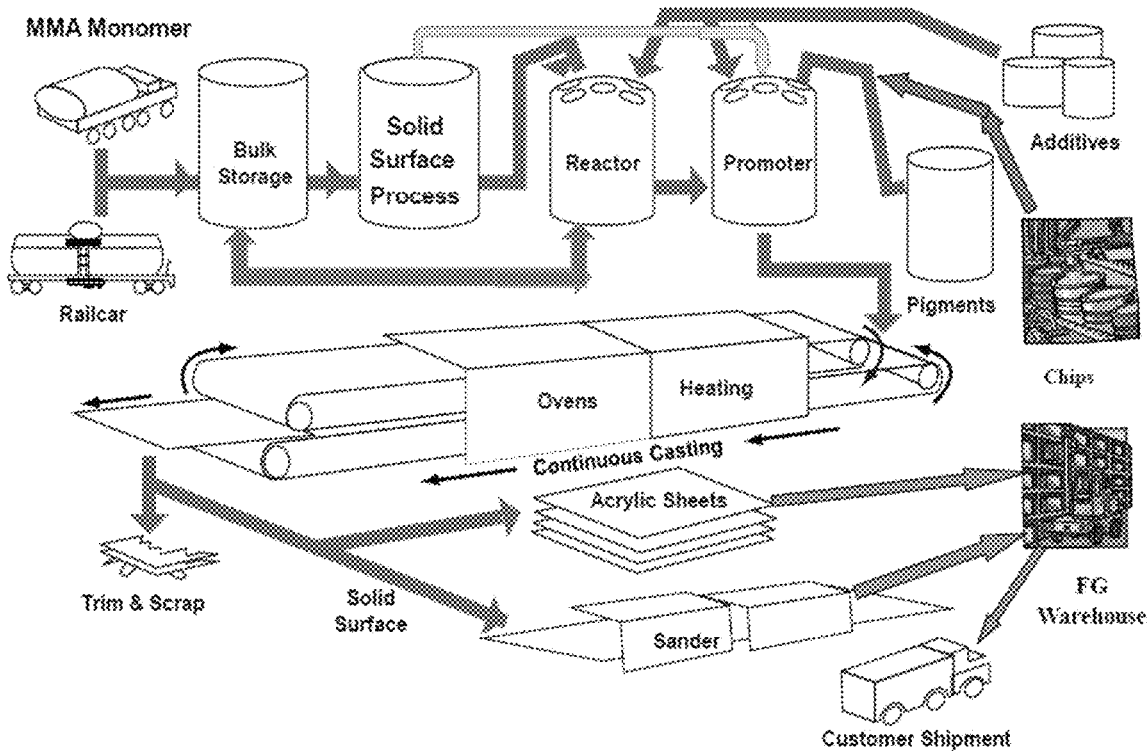 MMA Monomer
Bulk
Storage
Solid
Surface
Process
Reactor
Promoter
Additives
Railcar
Pigments
Chips
Ovens
Heating
Continuous Casting
Acrylic Sheets
Trim & Scrap
Solid
Surface
Sander
FG
Warehouse
Customer Shipment